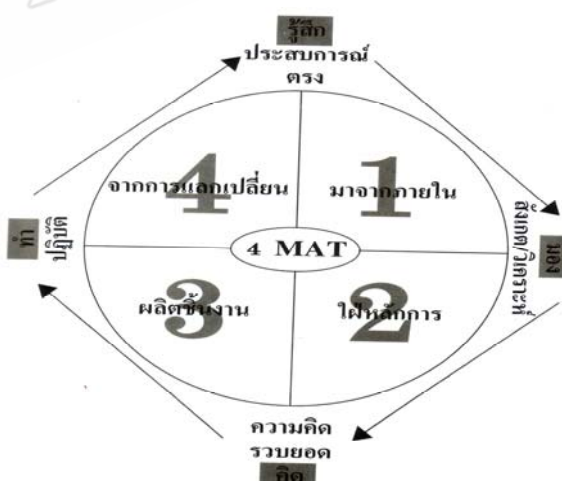 รู้สึก
ประสบการณ์
ตรง
4
จากการแลกเปลี่ยน
1
มาจากภายใน
ทำ
ปฏิบัติ
4 MAT
สังเกต/วิเคราะห์
มอง
3
ผลิตชิ้นงาน
2
ใฝ่หลักการ
ความคิด
รวบยอด
คิด